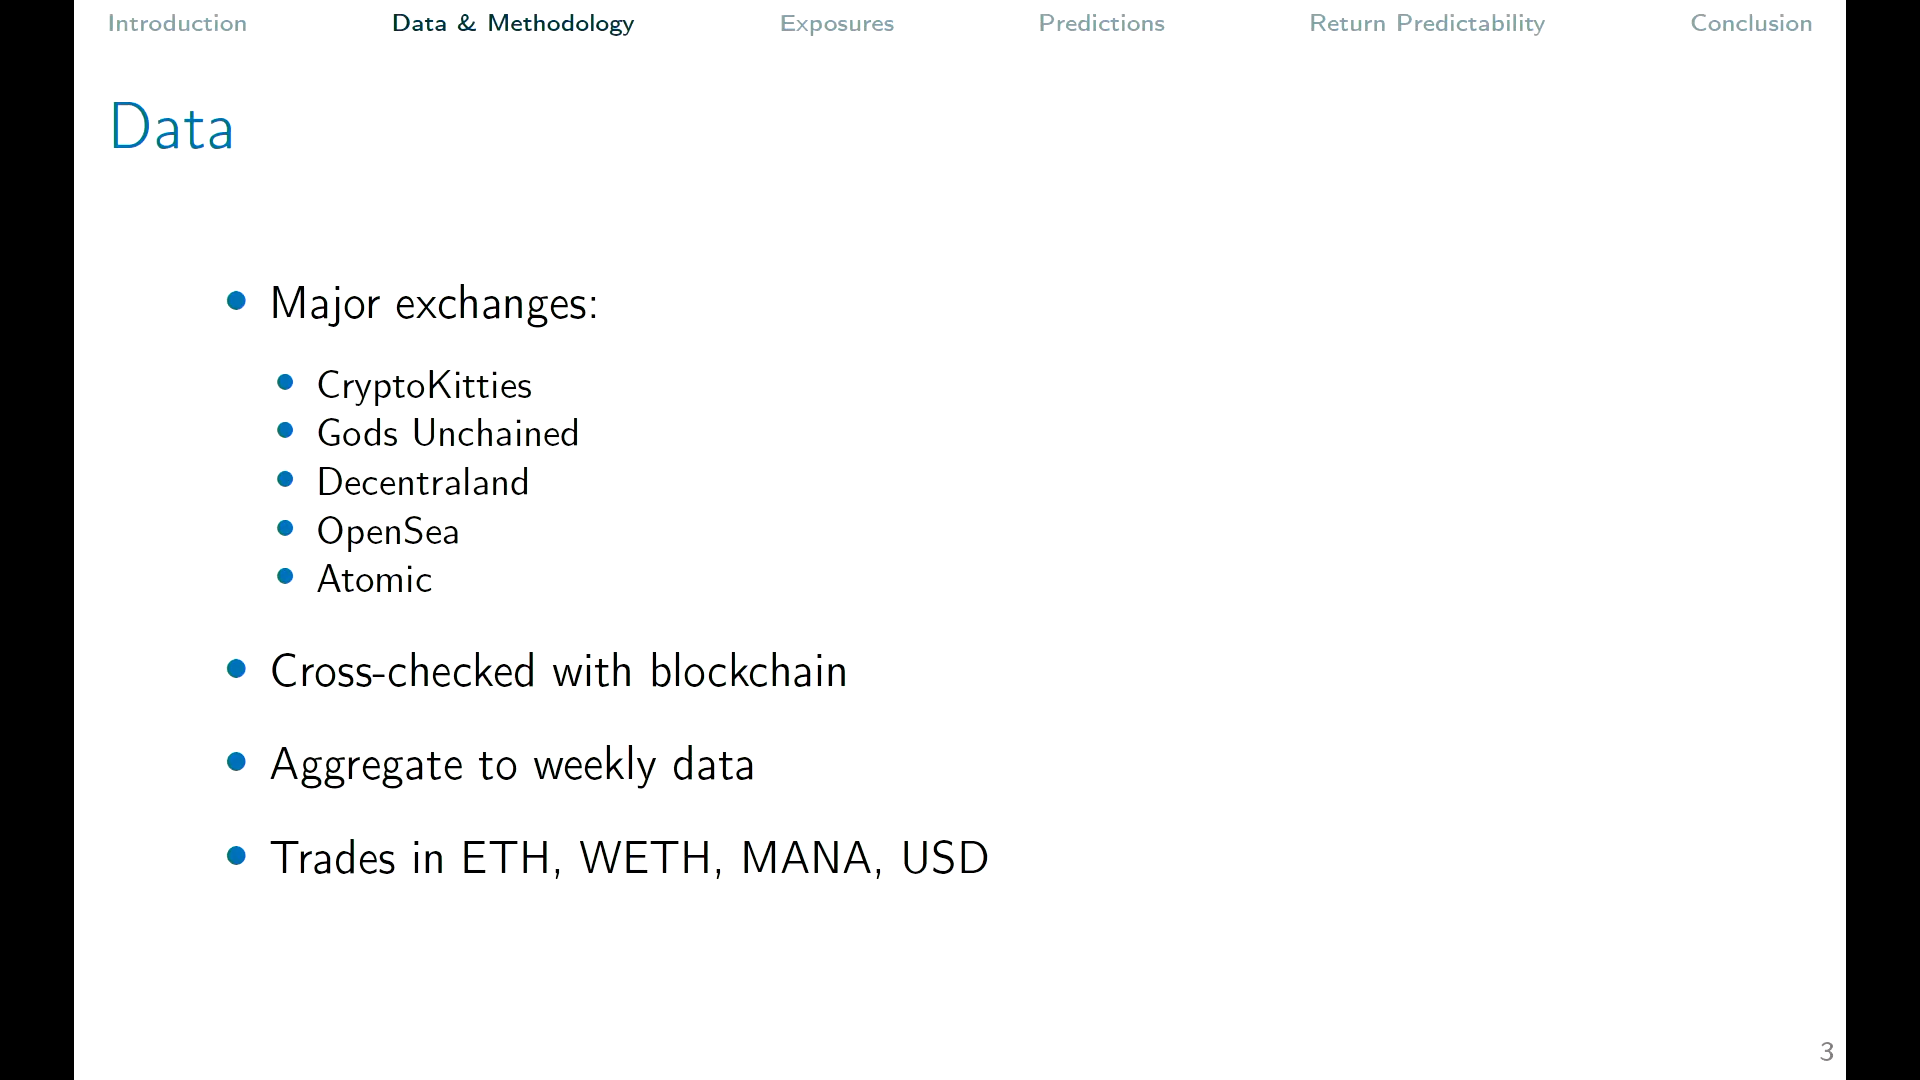 Introduction Data & Methodology Exposures Predictions Return Predictability Conclusion
Data
Major exchanges:
CryptoKitties
Gods Unchained
Decentraland
OpenSea
Atomic
Cross-checked with blockchain
Aggregate to weekly data
Trades in ETH, WETH, MANA, USD
3